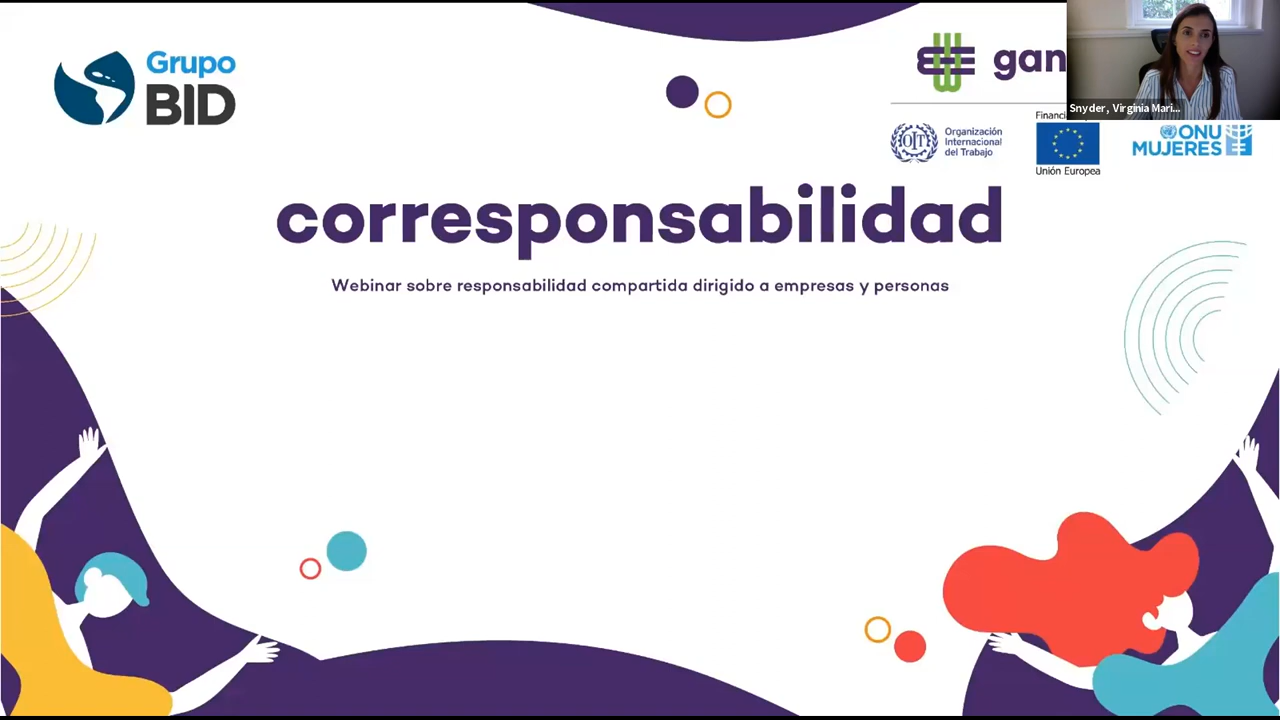 Grupo
BID
gan
Snyder, Virginia Mari...
OIT
Organización
Internacional
del Trabajo
Unión Europea
ONU
MUJERES
corresponsabilidad
Webinar sobre responsabilidad compartida dirigido a empresas y personas